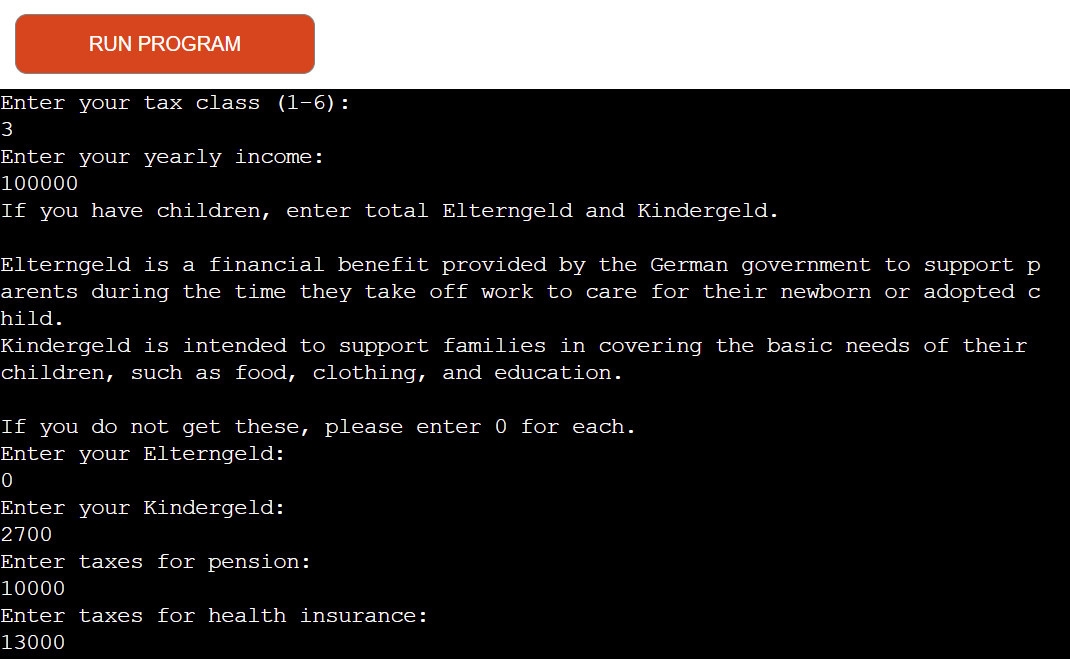 RUN PROGRAM
Enter your tax class (1-6):
3
Enter your yearly income:
100000
If you have children, enter total Elterngeld and Kindergeld.
Elterngeld is a financial benefit provided by the German government to support p
arents during the time they take off work to care for their newborn or adopted c
hild.
Kindergeld is intended to support families in covering the basic needs of their
children, such as food, clothing, and education.
If you do not get these, please enter 0 for each.
Enter your Elterngeld:
0
Enter your Kindergeld:
2700
Enter taxes for pension:
10000
Enter taxes for health insurance:
13000